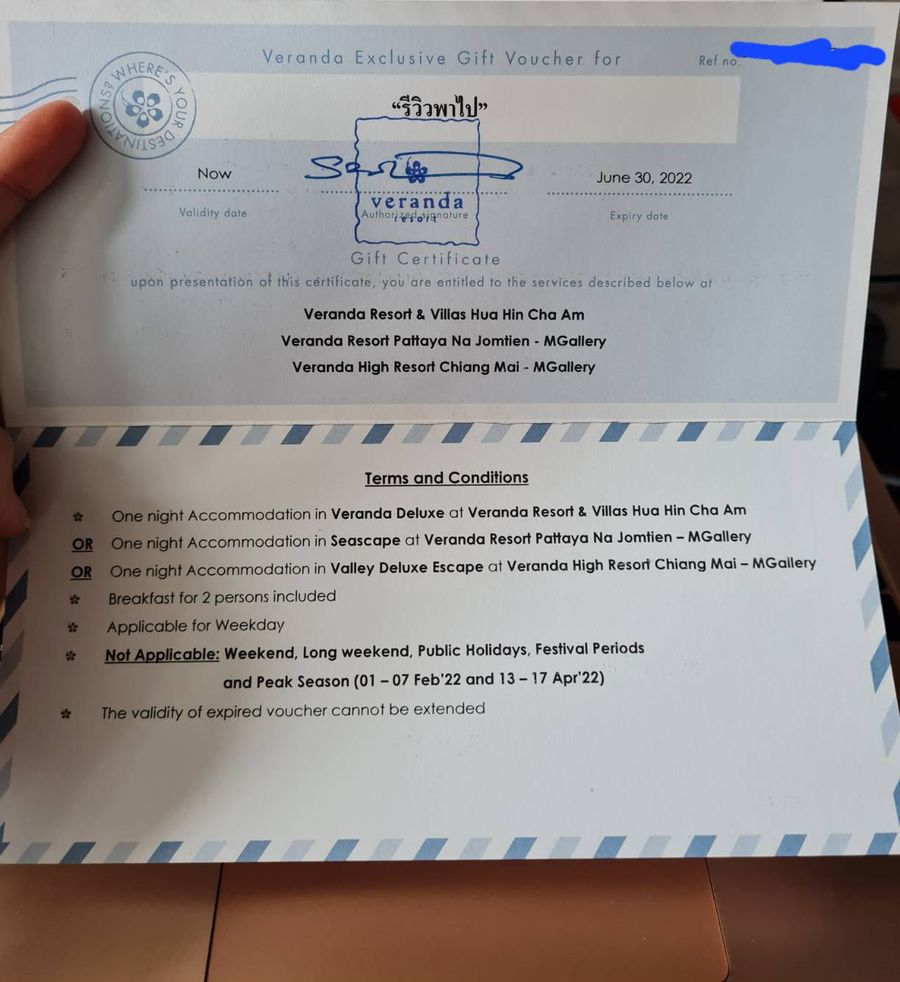 Veranda Exclusive Gift Voucher for
Ref no.
WHERE'S YOUR DESTINATIONS?
“รีวิวพาไป”
Now
June 30, 2022
veranda
resort
Validity date
Authorized signature
Expiry date
Gift Certificate
upon presentation of this certificate, you are entitled to the services described below at
Veranda Resort & Villas Hua Hin Cha Am
Veranda Resort Pattaya Na Jomtien - MGallery
Veranda High Resort Chiang Mai - MGallery
Terms and Conditions
One night Accommodation in Veranda Deluxe at Veranda Resort & Villas Hua Hin Cha Am
OR One night Accommodation in Seascape at Veranda Resort Pattaya Na Jomtien – MGallery
OR One night Accommodation in Valley Deluxe Escape at Veranda High Resort Chiang Mai – MGallery
Breakfast for 2 persons included
Applicable for Weekday
Not Applicable: Weekend, Long weekend, Public Holidays, Festival Periods
and Peak Season (01 – 07 Feb'22 and 13 – 17 Apr'22)
The validity of expired voucher cannot be extended